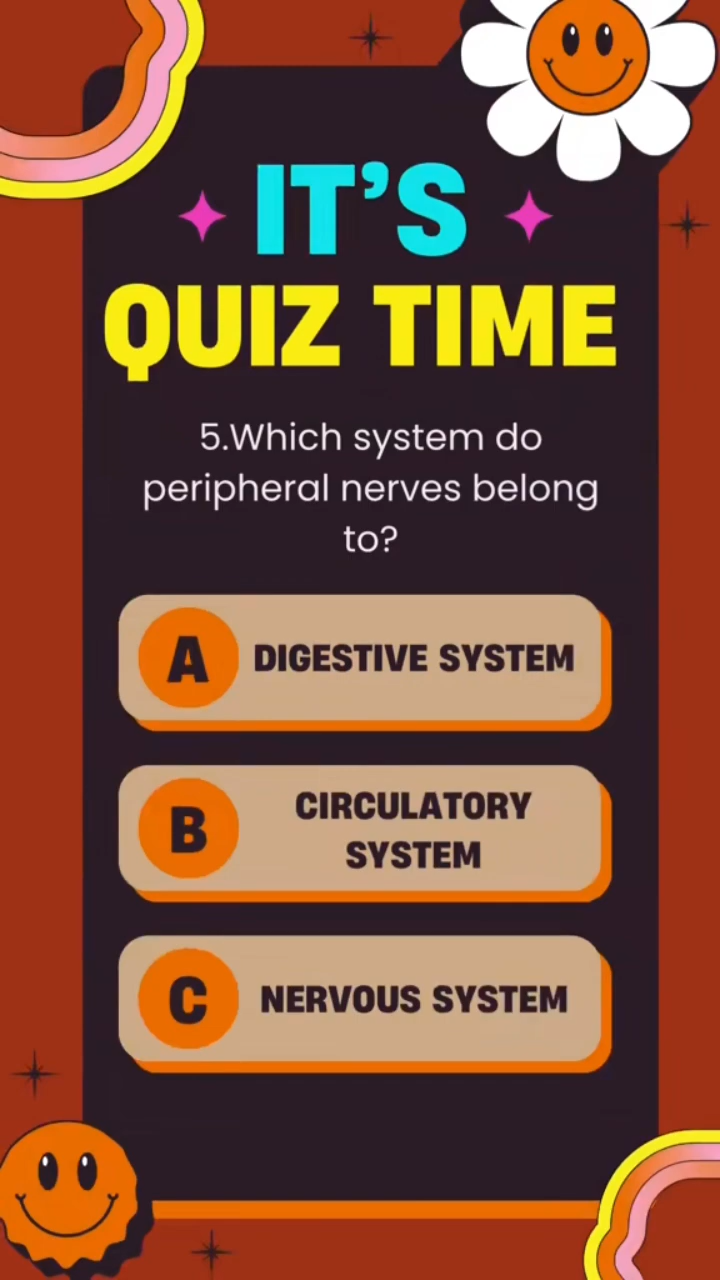 IT'S
QUIZ TIME
5.Which system do
peripheral nerves belong
to?
A DIGESTIVE SYSTEM
B CIRCULATORY
SYSTEM
C NERVOUS SYSTEM